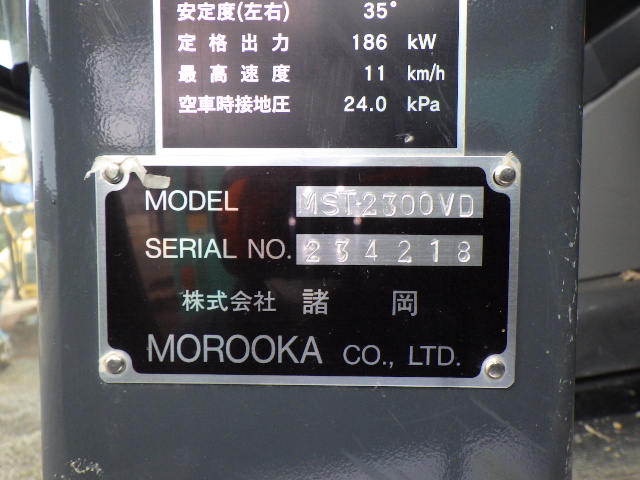 安定度(左右) 35°
定格出力 186 kW
最高速度 11 km/h
空車時接地圧 24.0 kPa
MODEL MST-2300VD
SERIAL NO. 234218
株式会社 諸岡
MOROOKA CO., LTD.